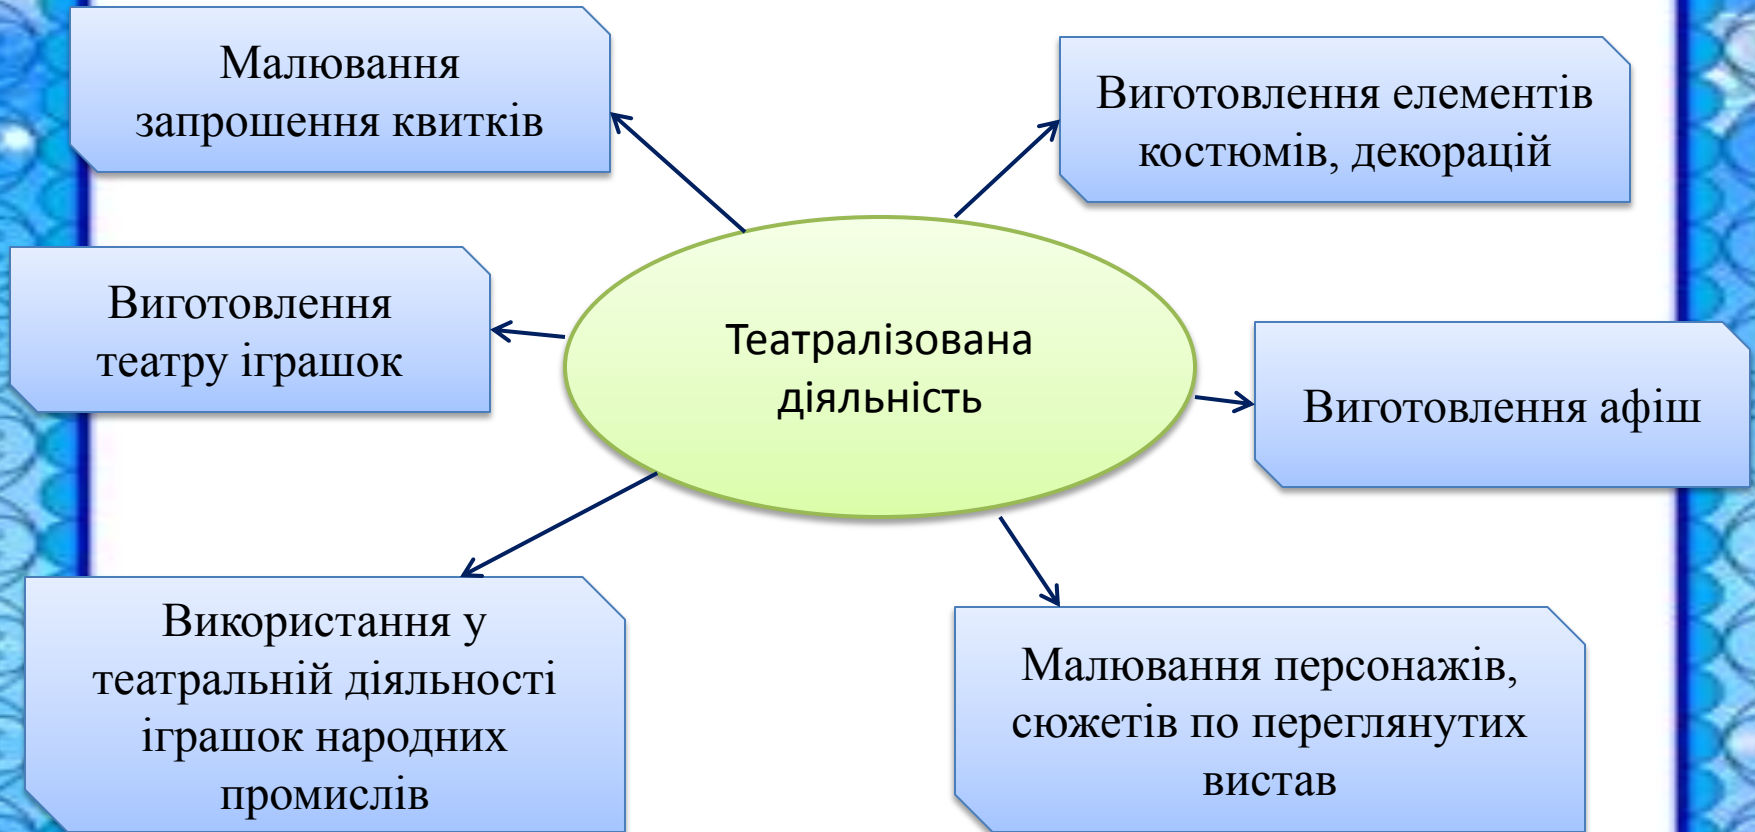 Малювання
запрошення квитків
Виготовлення елементів
костюмів, декорацій
Виготовлення
театру іграшок
Театралізована
діяльність
Виготовлення афіш
Використання у
театральній діяльності
іграшок народних
промислів
Малювання персонажів,
сюжетів по переглянутих
вистав